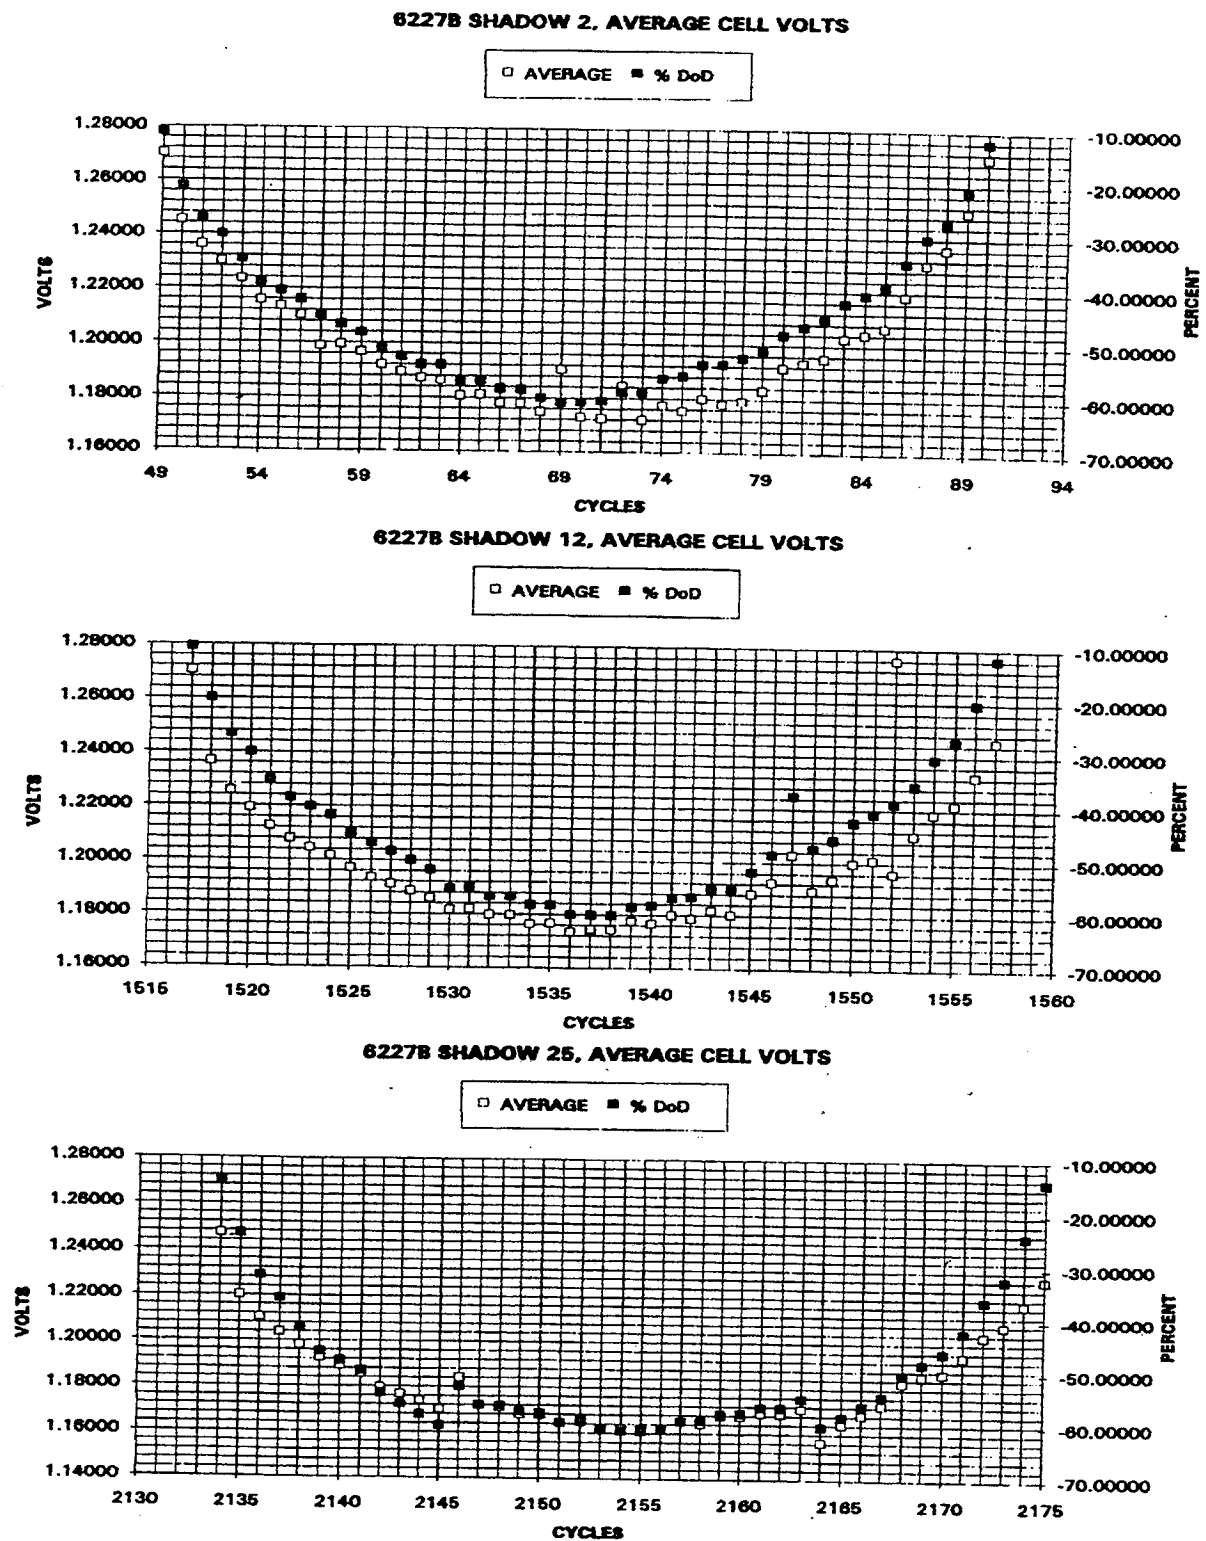 6227B SHADOW 2, AVERAGE CELL VOLTS
AVERAGE % DoD
1.28000
1.26000
1.24000
1.22000
1.20000
1.18000
1.16000
VOLTS
-10.00000
-20.00000
-30.00000
-40.00000
-50.00000
-60.00000
-70.00000
PERCENT
49 54 59 64 69 74 79 84 89 94
CYCLES
6227B SHADOW 12, AVERAGE CELL VOLTS
AVERAGE % DoD
1.28000
1.26000
1.24000
1.22000
1.20000
1.18000
1.16000
VOLTS
-10.00000
-20.00000
-30.00000
-40.00000
-50.00000
-60.00000
-70.00000
PERCENT
1515 1520 1525 1530 1535 1540 1545 1550 1555 1560
CYCLES
6227B SHADOW 25, AVERAGE CELL VOLTS
AVERAGE % DoD
1.28000
1.26000
1.24000
1.22000
1.20000
1.18000
1.16000
1.14000
VOLTS
-10.00000
-20.00000
-30.00000
-40.00000
-50.00000
-60.00000
-70.00000
PERCENT
2130 2135 2140 2145 2150 2155 2160 2165 2170 2175
CYCLES